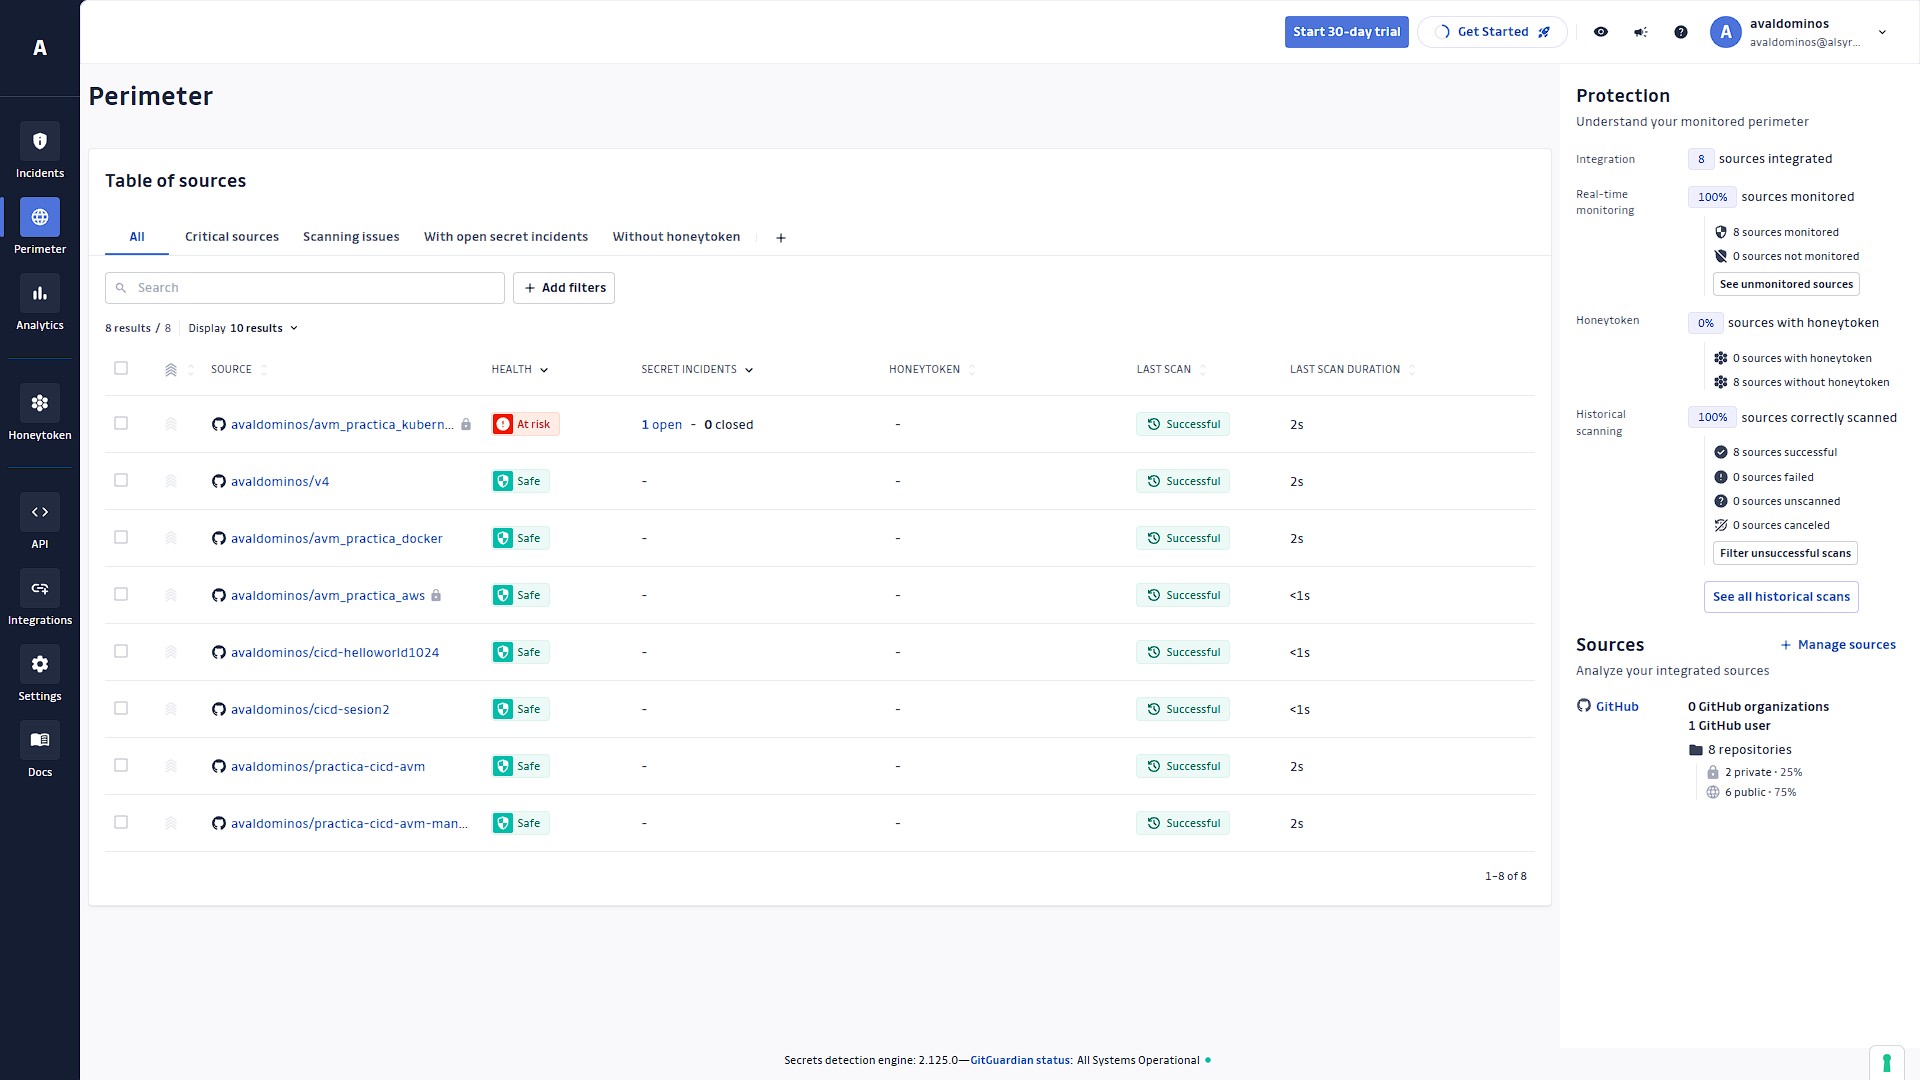 A
Incidents
Perimeter
Analytics
Honeytoken
API
Integrations
Settings
Docs
Start 30-day trial
Get Started
A
avaldominos
avaldominos@alsyr...
Perimeter
Table of sources
All Critical sources Scanning issues With open secret incidents Without honeytoken +
Search
+ Add filters
8 results / 8 Display 10 results
SOURCE HEALTH SECRET INCIDENTS HONEYTOKEN LAST SCAN LAST SCAN DURATION
avaldominos/avm_practica_kubern... At risk 1 open - 0 closed - Successful 2s
avaldominos/v4 Safe - - Successful 2s
avaldominos/avm_practica_docker Safe - - Successful 2s
avaldominos/avm_practica_aws Safe - - Successful <1s
avaldominos/cicd-helloworld1024 Safe - - Successful <1s
avaldominos/cicd-sesion2 Safe - - Successful <1s
avaldominos/practica-cicd-avm Safe - - Successful 2s
avaldominos/practica-cicd-avm-man... Safe - - Successful 2s
1–8 of 8
Protection
Understand your monitored perimeter
Integration 8 sources integrated
Real-time monitoring 100% sources monitored
8 sources monitored
0 sources not monitored
See unmonitored sources
Honeytoken 0% sources with honeytoken
0 sources with honeytoken
8 sources without honeytoken
Historical scanning 100% sources correctly scanned
8 sources successful
0 sources failed
0 sources unscanned
0 sources canceled
Filter unsuccessful scans
See all historical scans
Sources + Manage sources
Analyze your integrated sources
GitHub 0 GitHub organizations
1 GitHub user
8 repositories
2 private · 25%
6 public · 75%
Secrets detection engine: 2.125.0—GitGuardian status: All Systems Operational